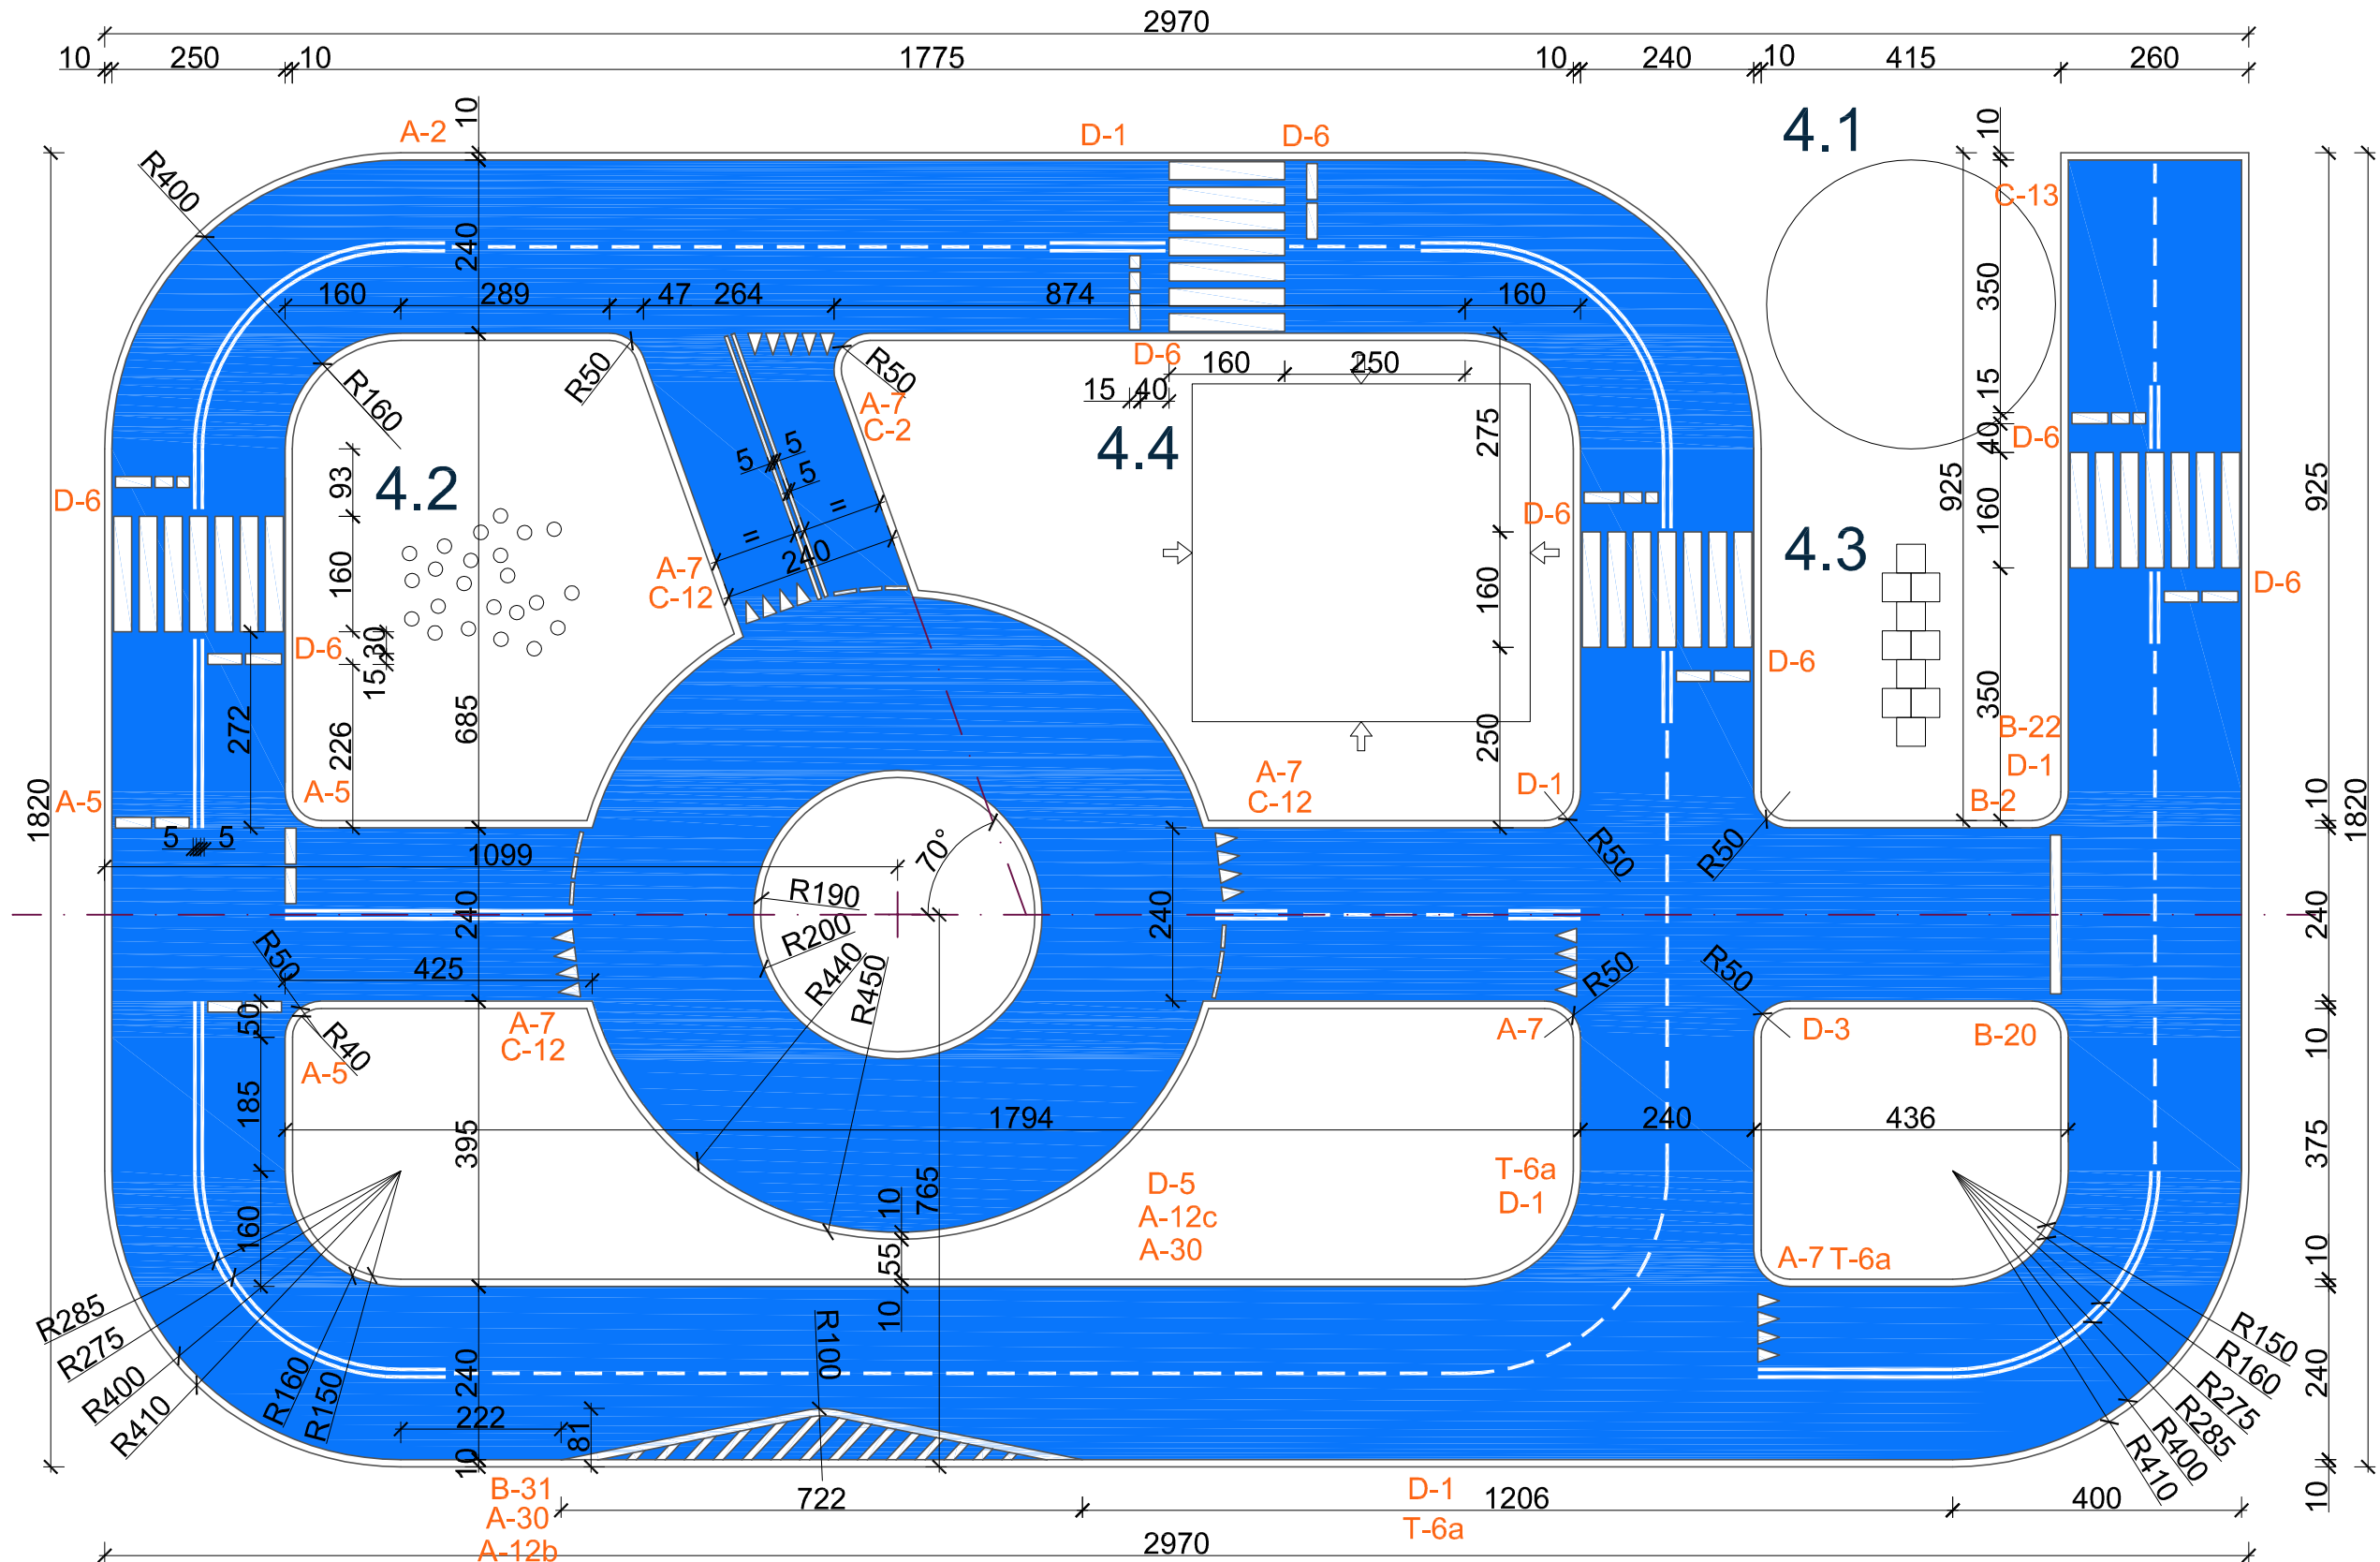 2970
10 250 10 1775 10 240 10 415 260
A-2 10 D-1 D-6 4.1 10
R400 C-13
240
160 289 47 264 874 160 350
R50 R50 D-6 160 250
R160 15 40 15
A-7
C-2
4.4 275 40 D-6
93 4.2 5 5 5 925 925
D-6 = = D-6 160
160 240 4.3
A-7
C-12
D-6 160 D-6 D-6
30
15
272 226 685 250 350 B-22
A-5 A-5 A-7
C-12 D-1 D-1
B-2 10
1820 1820
5 5 1099 70° R50 R50
R190
240 R200 240 240
R50 425 R440 R450 R50 R50
50 R40 A-7
C-12 A-7 D-3 B-20 10
A-5
185 395 1794 240 436 375
765 T-6a
D-1
D-5
A-12c
A-30
160 10 A-7 T-6a 10
55
R285 10
R275 R100 R150
R400 R160 R150 240 R160 240
R410 222 R275
81 R285
R400
R410
10 10
B-31
A-30
A-12b
722 D-1
1206 400
T-6a
2970